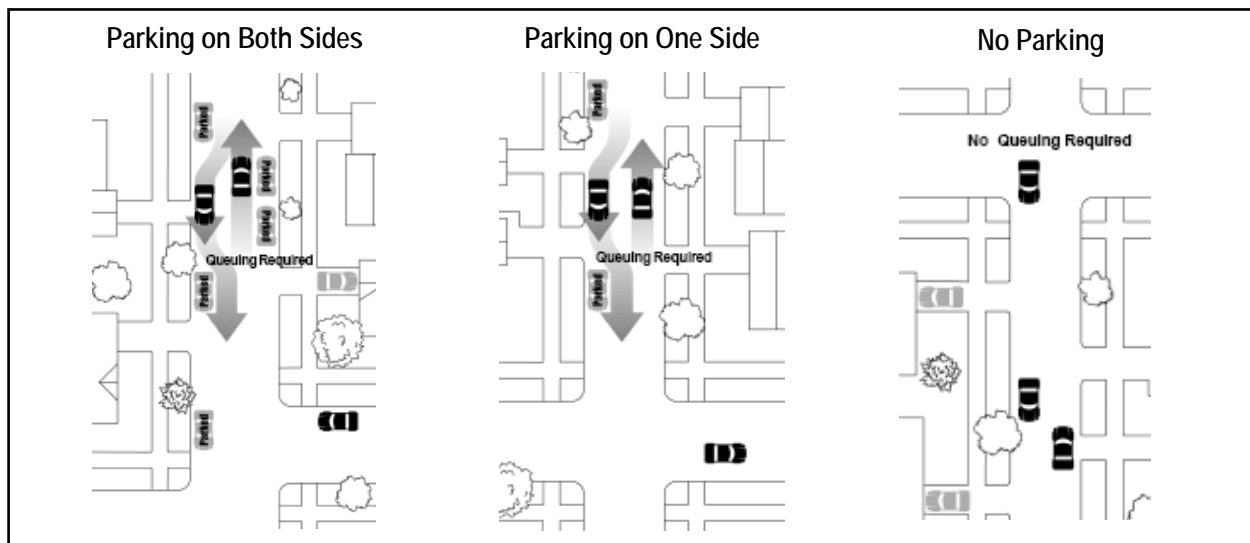 Parking on Both Sides
Parking on One Side
No Parking
Parked
Parked
Parked
Queuing Required
Parked
Parked
Parked
Queuing Required
Parked
No Queuing Required